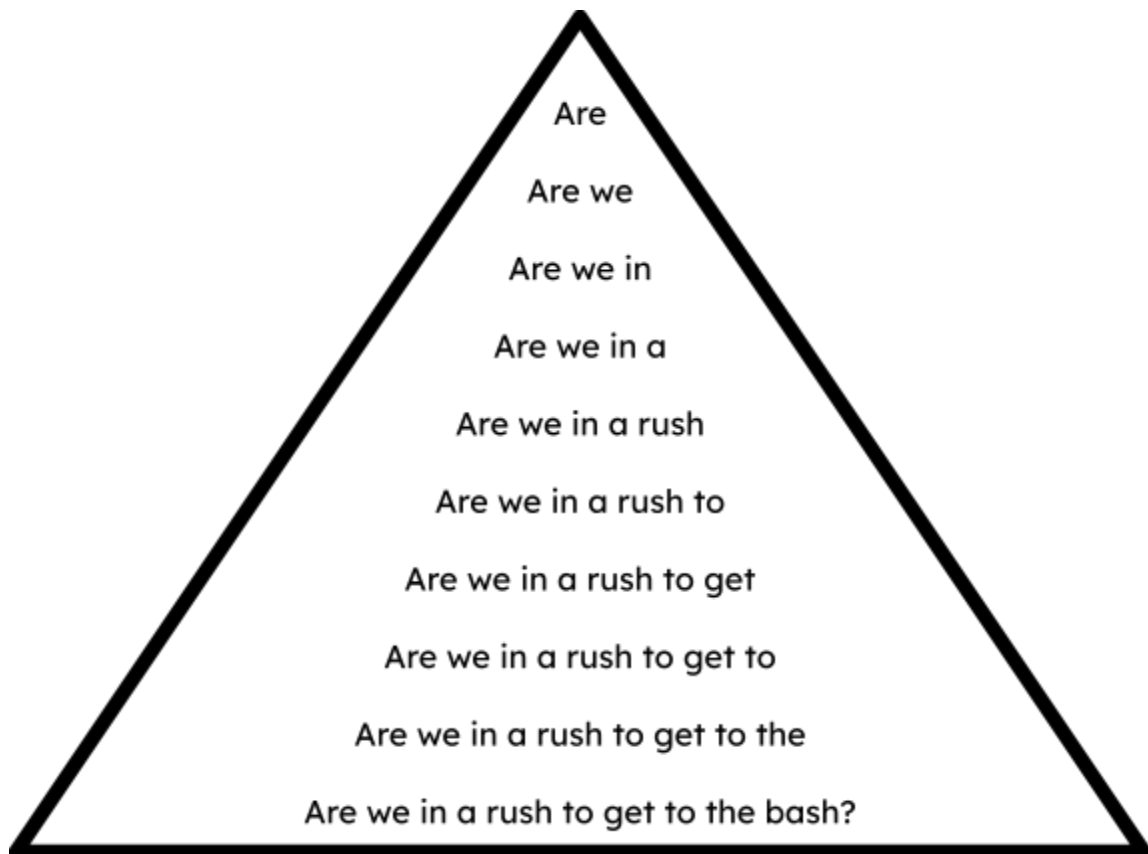 Are
Are we
Are we in
Are we in a
Are we in a rush
Are we in a rush to
Are we in a rush to get
Are we in a rush to get to
Are we in a rush to get to the
Are we in a rush to get to the bash?